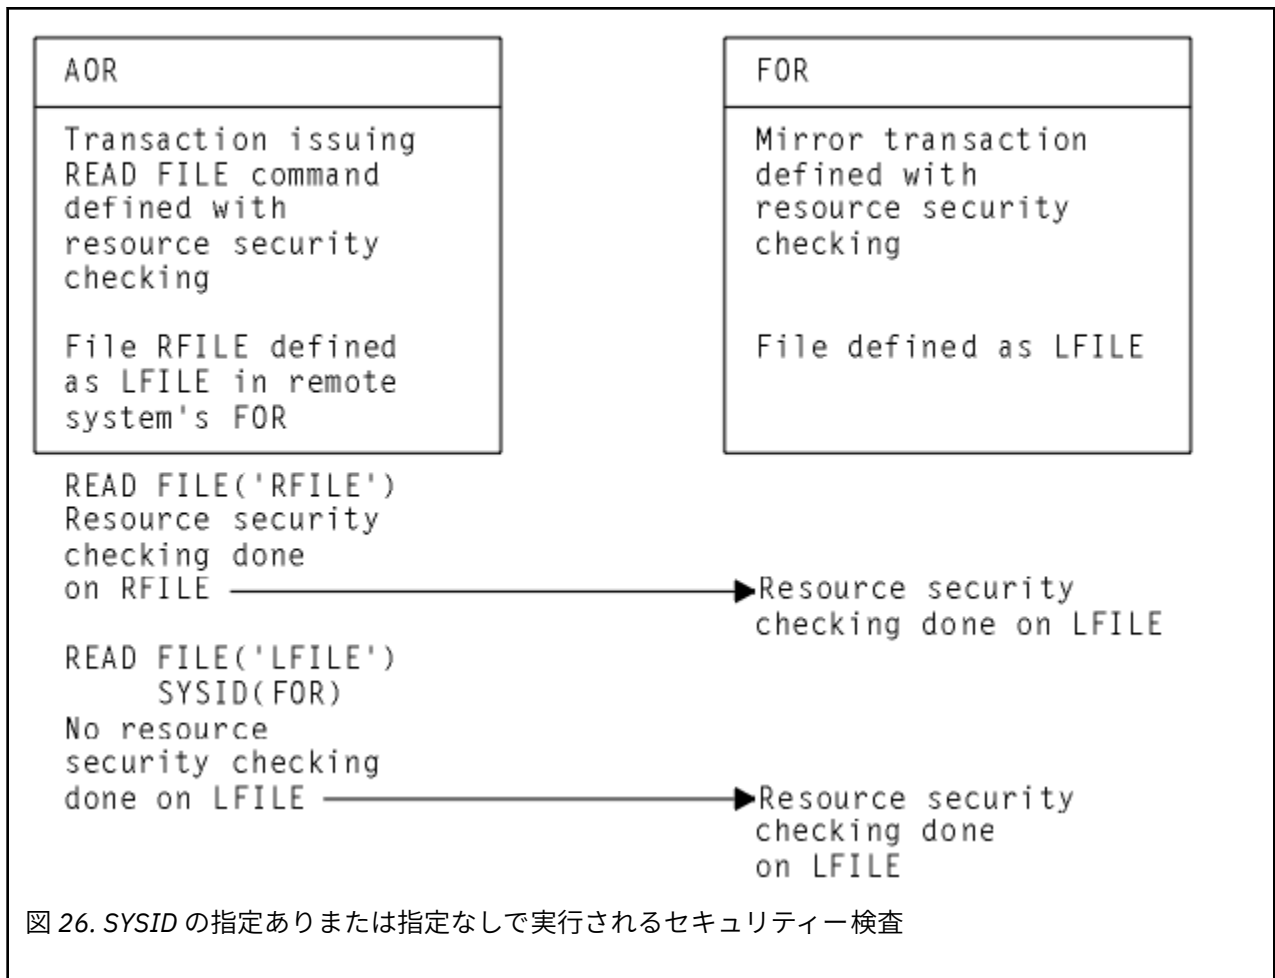 AOR
Transaction issuing
READ FILE command
defined with
resource security
checking
File RFILE defined
as LFILE in remote
system's FOR
FOR
Mirror transaction
defined with
resource security
checking
File defined as LFILE
READ FILE('RFILE')
Resource security
checking done
on RFILE
Resource security
checking done on LFILE
READ FILE('LFILE')
SYSID(FOR)
No resource
security checking
done on LFILE
Resource security
checking done
on LFILE
図 26. SYSID の指定ありまたは指定なしで実行されるセキュリティー検査